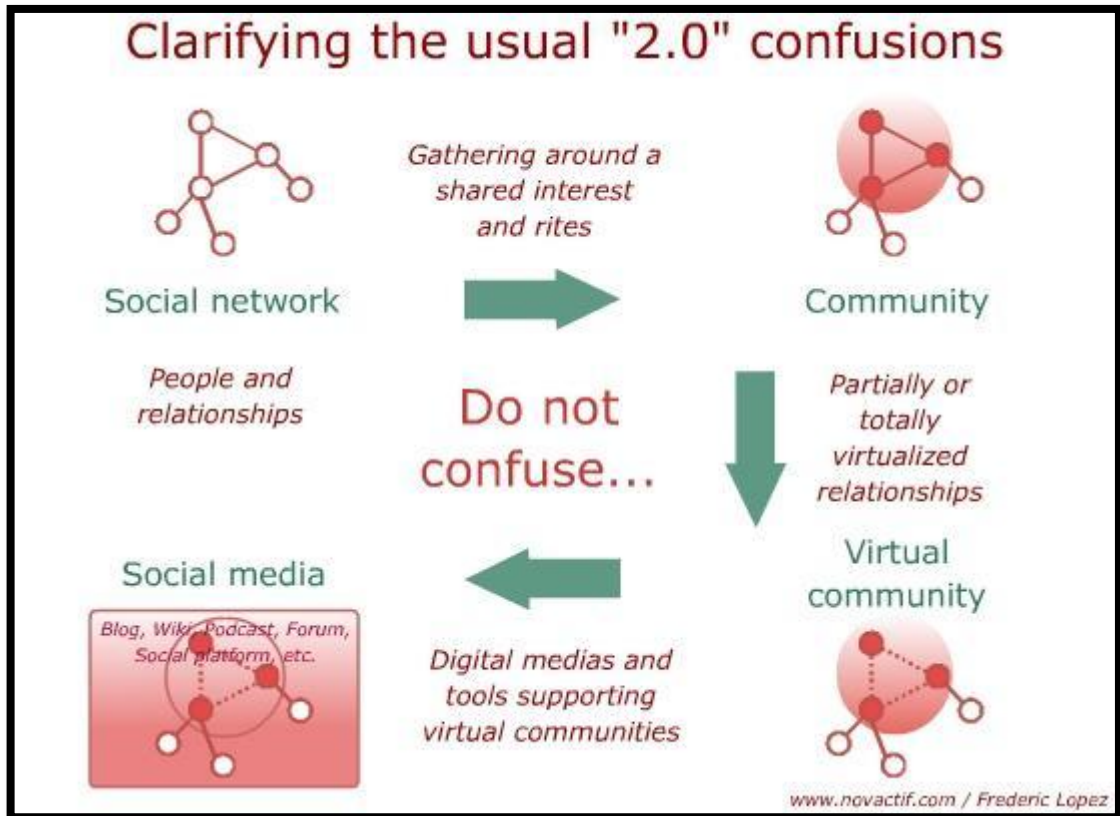 Clarifying the usual "2.0" confusions
Gathering around a
shared interest
and rites
Social network
Community
People and
relationships
Do not
confuse...
Partially or
totally
virtualized
relationships
Social media
Virtual
community
Blog, Wiki, Podcast, Forum,
Social platform, etc.
Digital medias and
tools supporting
virtual communities
www.novactif.com / Frederic Lopez